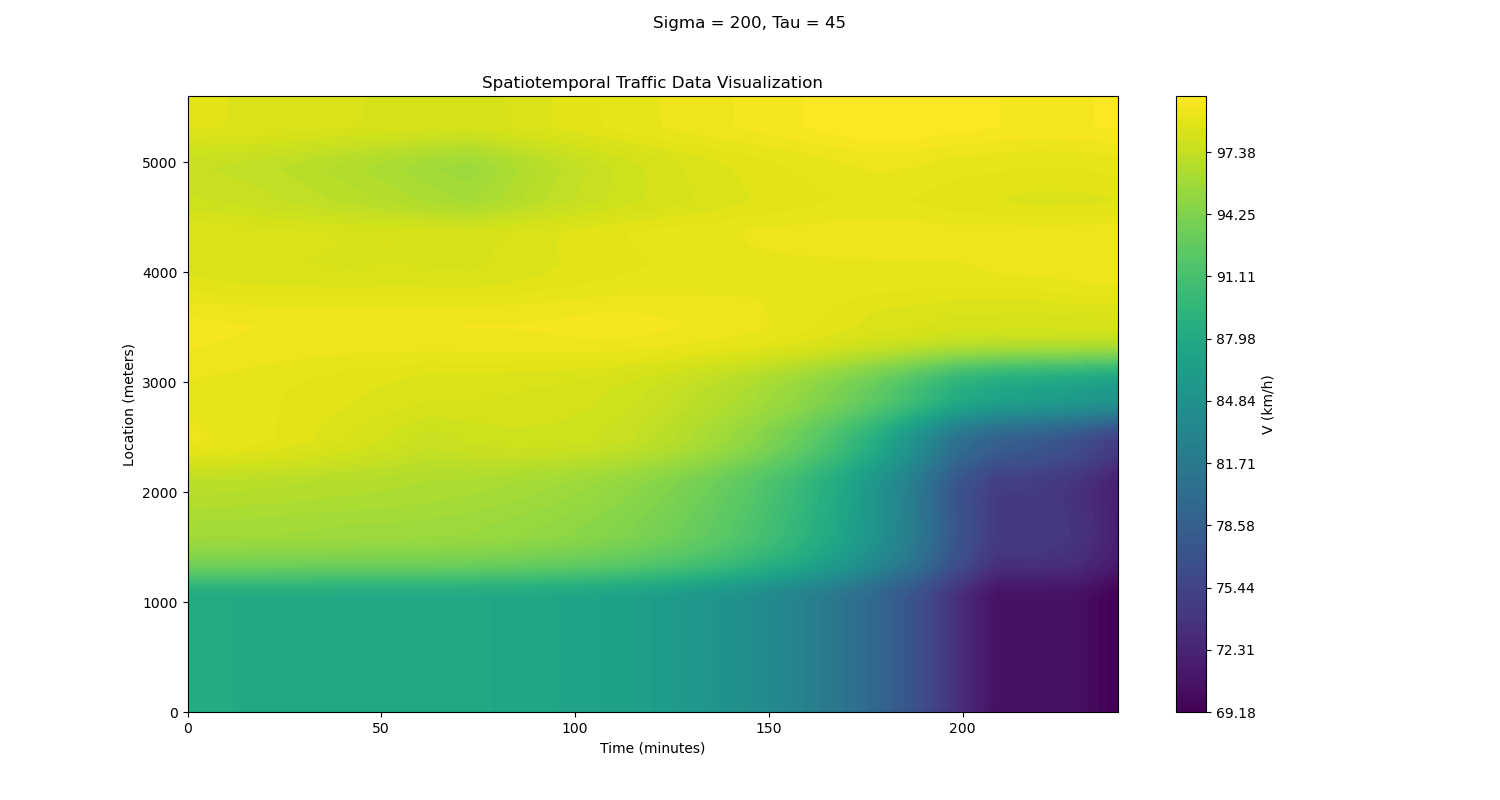 Sigma = 200, Tau = 45
Spatiotemporal Traffic Data Visualization
Location (meters)
5000
4000
3000
2000
1000
0
0 50 100 150 200
Time (minutes)
97.38
94.25
91.11
87.98
84.84
81.71
78.58
75.44
72.31
69.18
V (km/h)